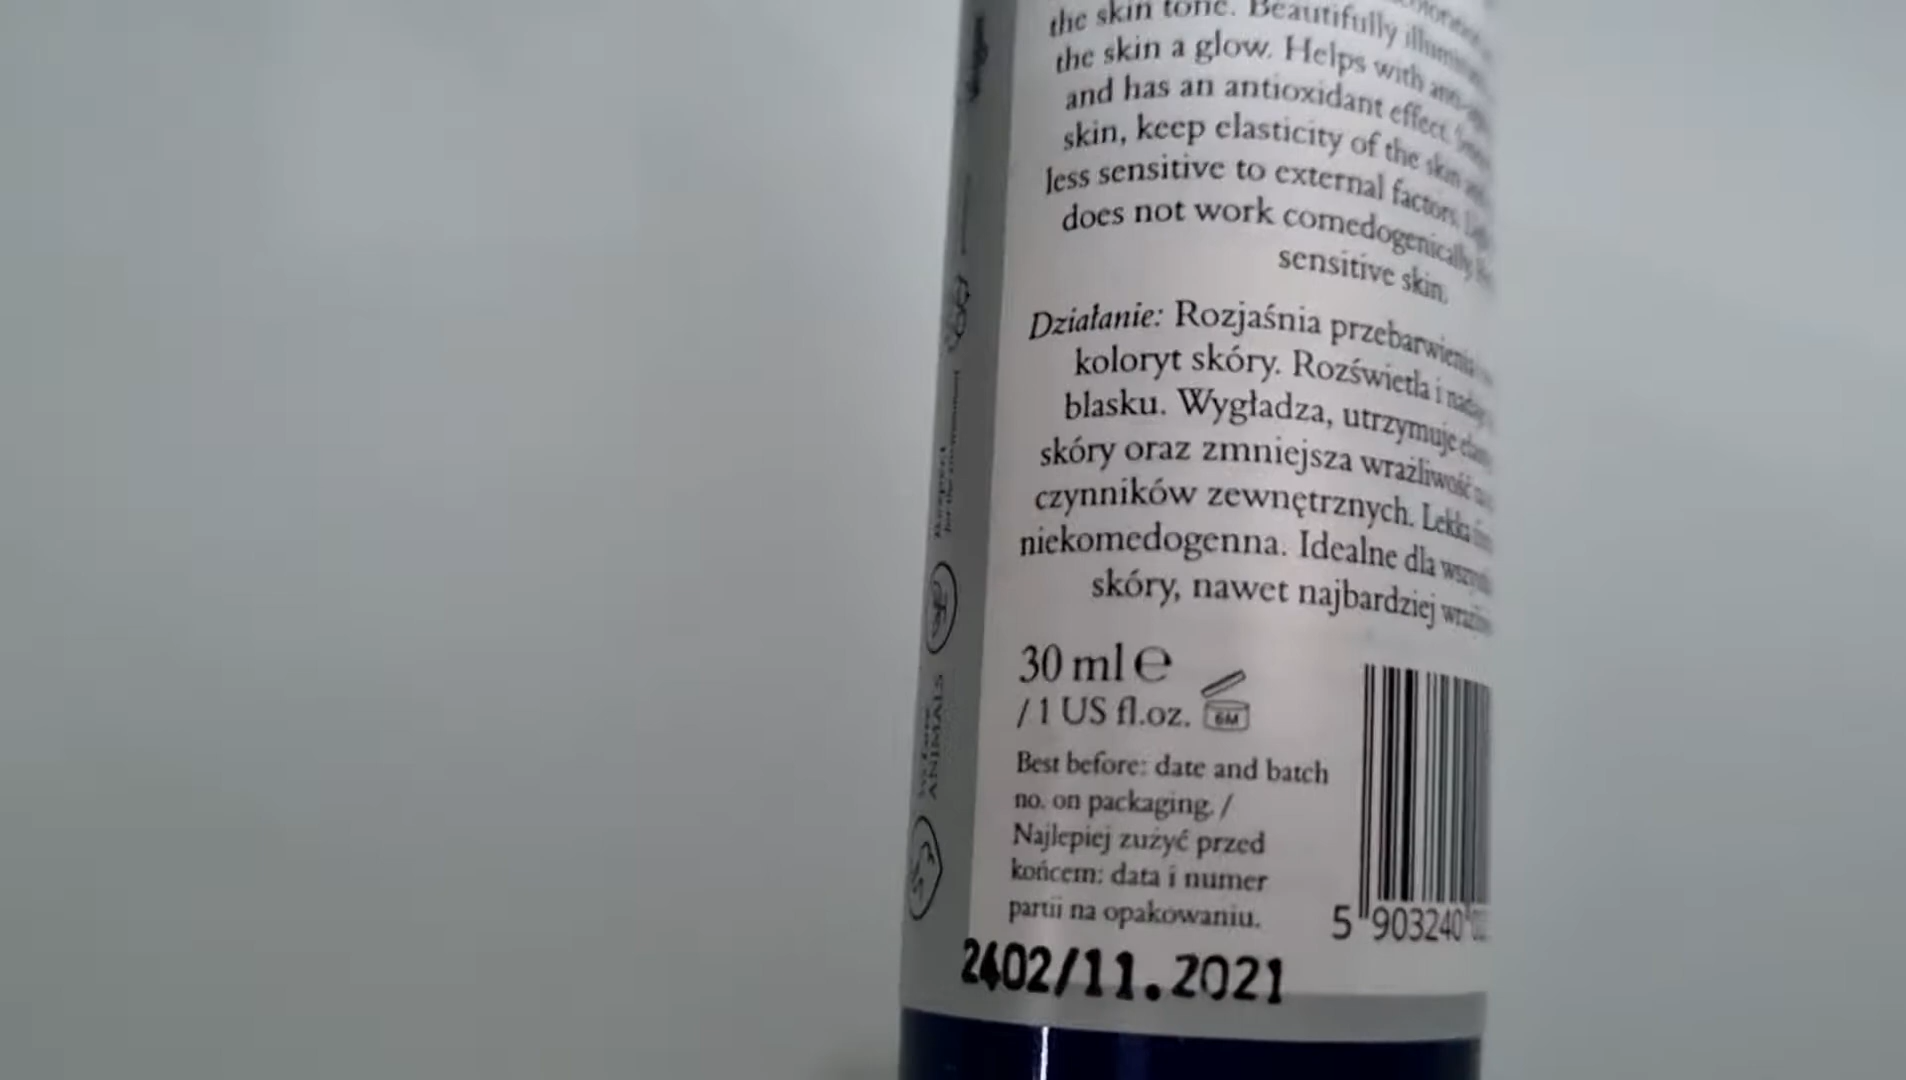 the skin tone. Beautifully
the skin a glow. Helps with
and has an antioxidant effect.
skin, keep elasticity of the skin
less sensitive to external factors.
does not work comedogenically
sensitive skin.
Działanie: Rozjaśnia przebarwienia
koloryt skóry. Rozświetla i
blasku. Wygładza, utrzymuje
skóry oraz zmniejsza wrażliwość
czynników zewnętrznych. Lekka
niekomedogenna. Idealne dla
skóry, nawet najbardziej
30 ml ℮
/ 1 US fl.oz.
6M
Best before: date and batch
no. on packaging. /
Najlepiej zużyć przed
końcem: data i numer
partii na opakowaniu.
5 903240
2402/11.2021
ANIMALS